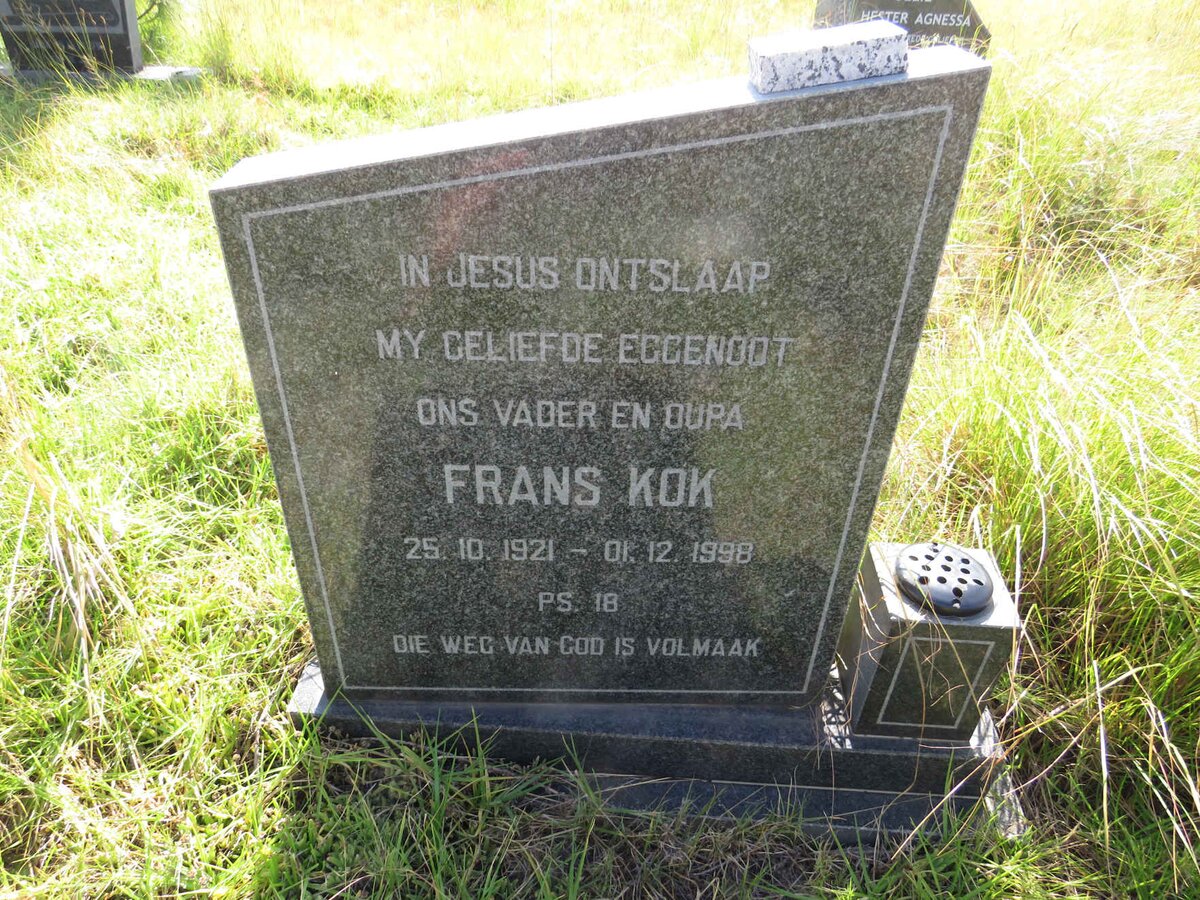 HESTER AGNESSA
IN JESUS ONTSLAAP
MY GELIEFDE EGGENOOT
ONS VADER EN OUPA
FRANS KOK
25. 10. 1921 – 01. 12. 1998
PS. 18
DIE WEG VAN GOD IS VOLMAAK